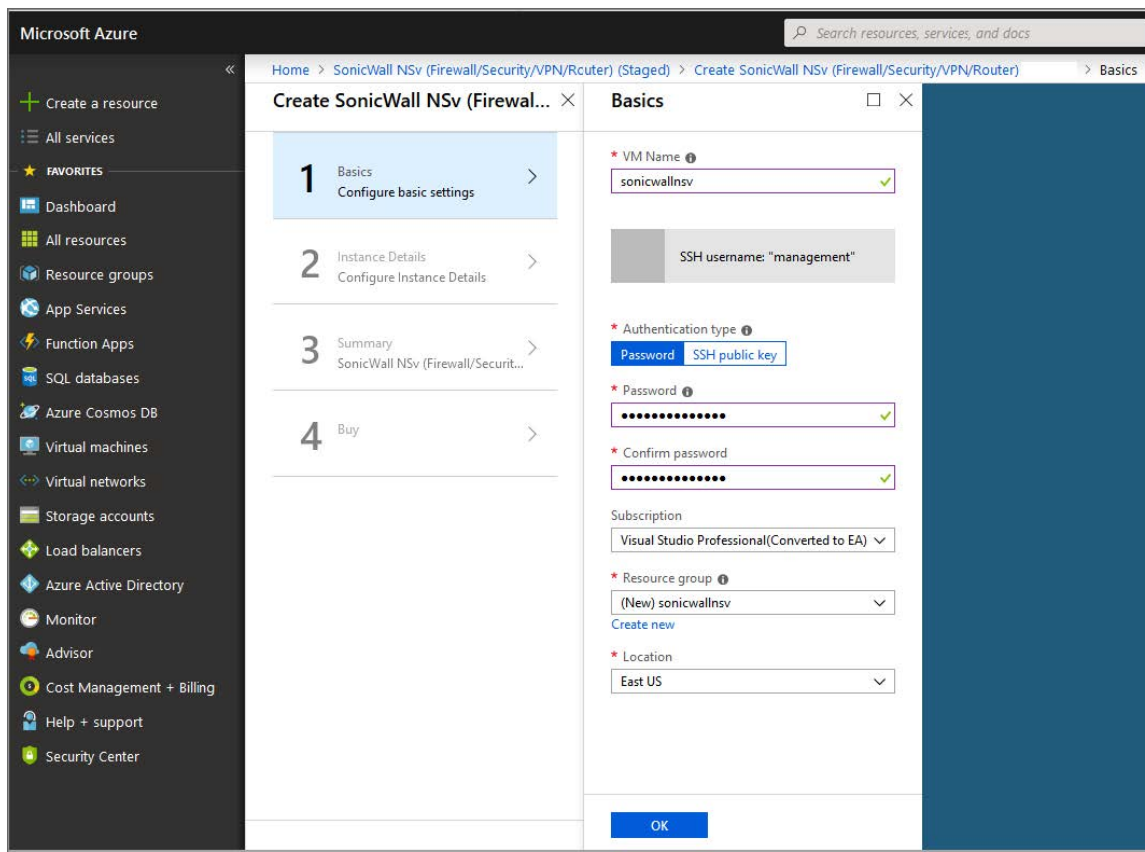 Microsoft Azure
Search resources, services, and docs
«
Home > SonicWall NSv (Firewall/Security/VPN/Rcuter) (Staged) > Create SonicWall NSv (Firewall/Security/VPN/Router) > Basics
Create a resource
All services
FAVORITES
Dashboard
All resources
Resource groups
App Services
Function Apps
SQL databases
Azure Cosmos DB
Virtual machines
Virtual networks
Storage accounts
Load balancers
Azure Active Directory
Monitor
Advisor
Cost Management + Billing
Help + support
Security Center
Create SonicWall NSv (Firewal...
1 Basics
Configure basic settings
2 Instance Details
Configure Instance Details
3 Summary
SonicWall NSv (Firewall/Securit...
4 Buy
Basics
* VM Name
sonicwallnsv
SSH username: "management"
* Authentication type
Password SSH public key
* Password
••••••••••••••
* Confirm password
••••••••••••••
Subscription
Visual Studio Professional(Converted to EA)
* Resource group
(New) sonicwallnsv
Create new
* Location
East US
OK